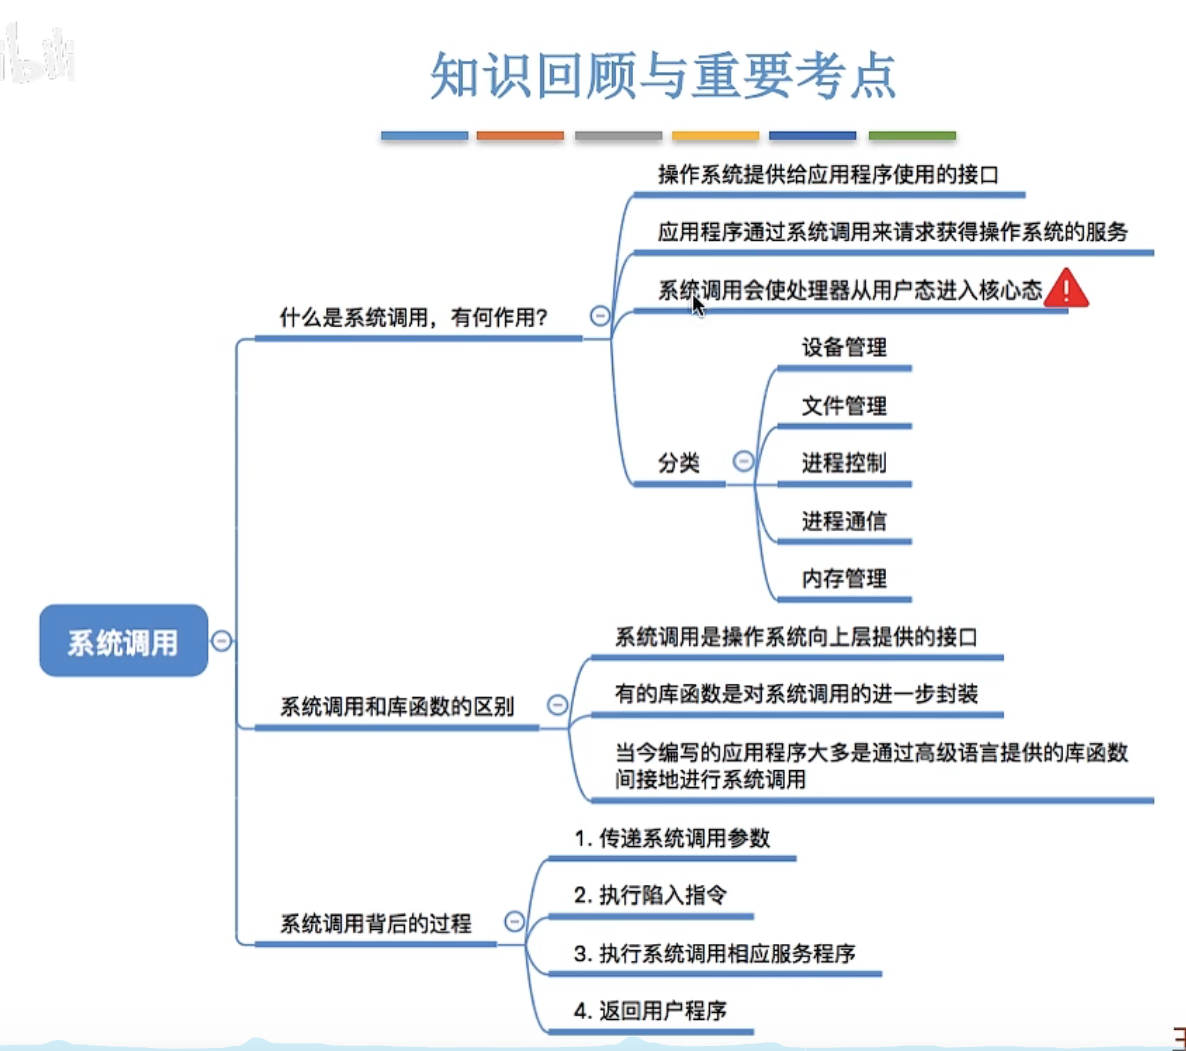 知识回顾与重要考点
操作系统提供给应用程序使用的接口
应用程序通过系统调用来请求获得操作系统的服务
系统调用会使处理器从用户态进入核心态
什么是系统调用，有何作用？
设备管理
文件管理
分类
进程控制
进程通信
内存管理
系统调用
系统调用是操作系统向上层提供的接口
系统调用和库函数的区别
有的库函数是对系统调用的进一步封装
当今编写的应用程序大多是通过高级语言提供的库函数
间接地进行系统调用
1. 传递系统调用参数
2. 执行陷入指令
系统调用背后的过程
3. 执行系统调用相应服务程序
4. 返回用户程序